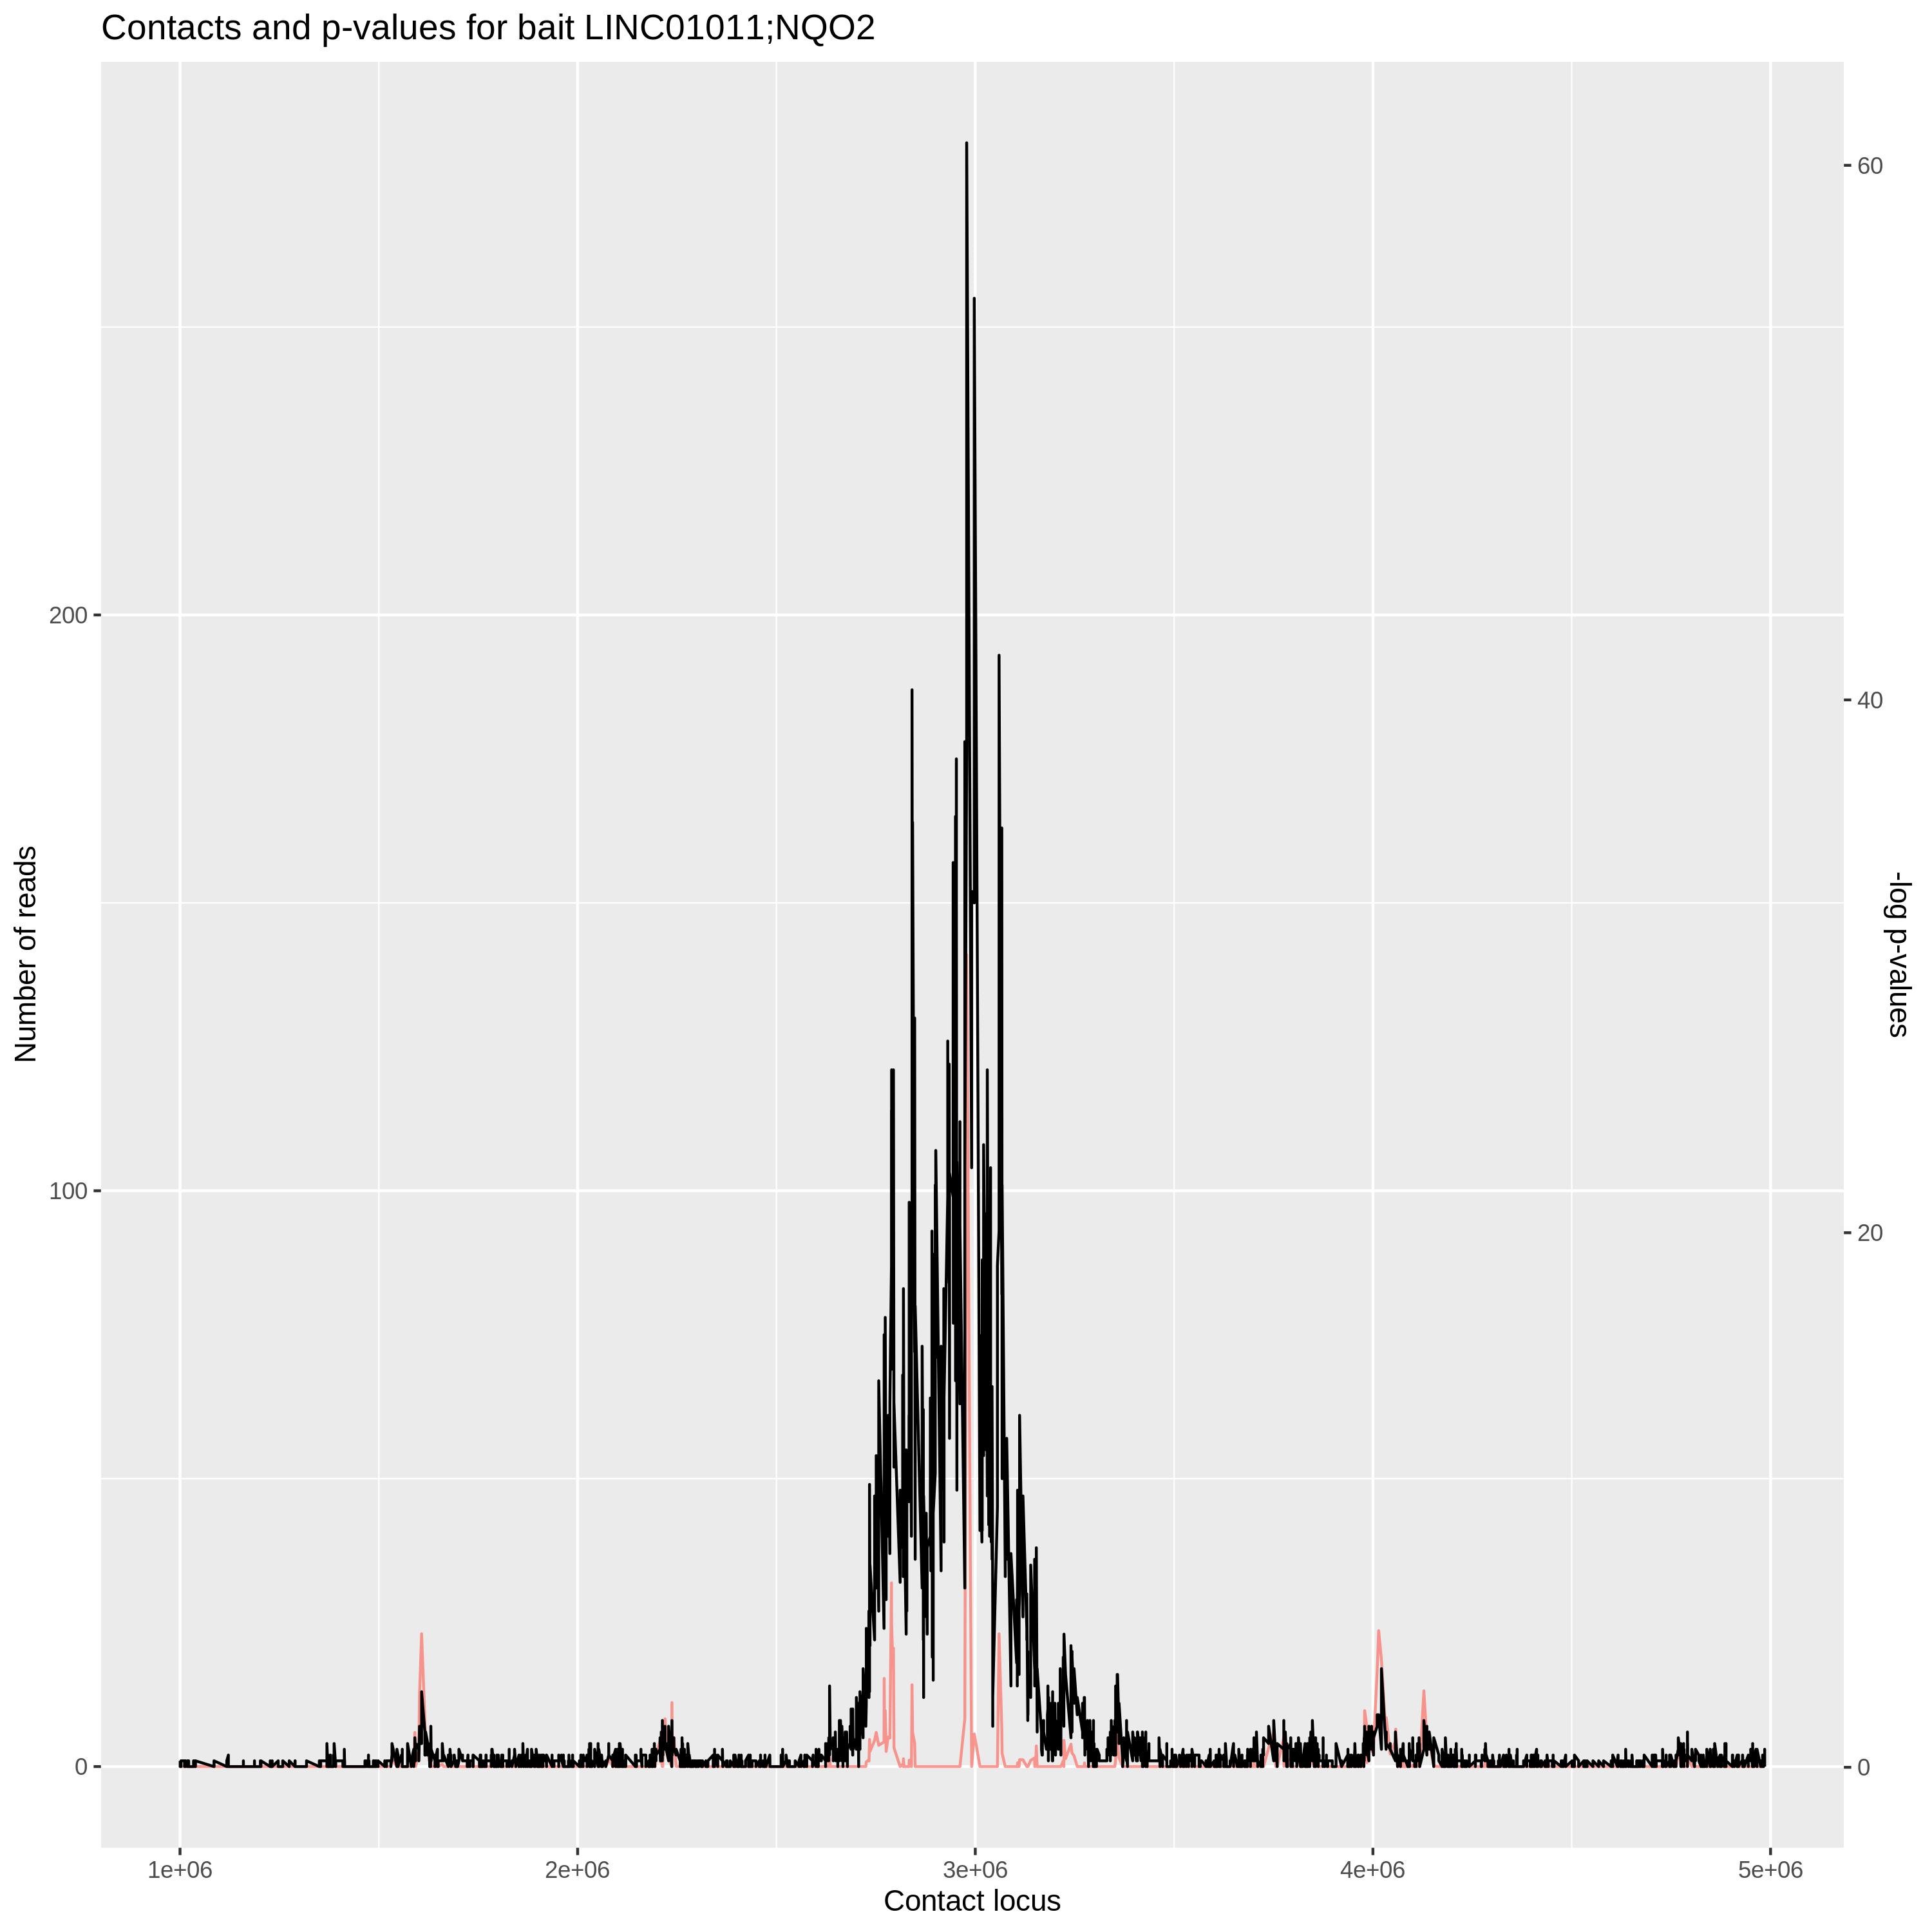 Contacts and p-values for bait LINC01011;NQO2
Number of reads
200
100
0
60
40
20
0
-log p-values
1e+06
2e+06
3e+06
4e+06
5e+06
Contact locus